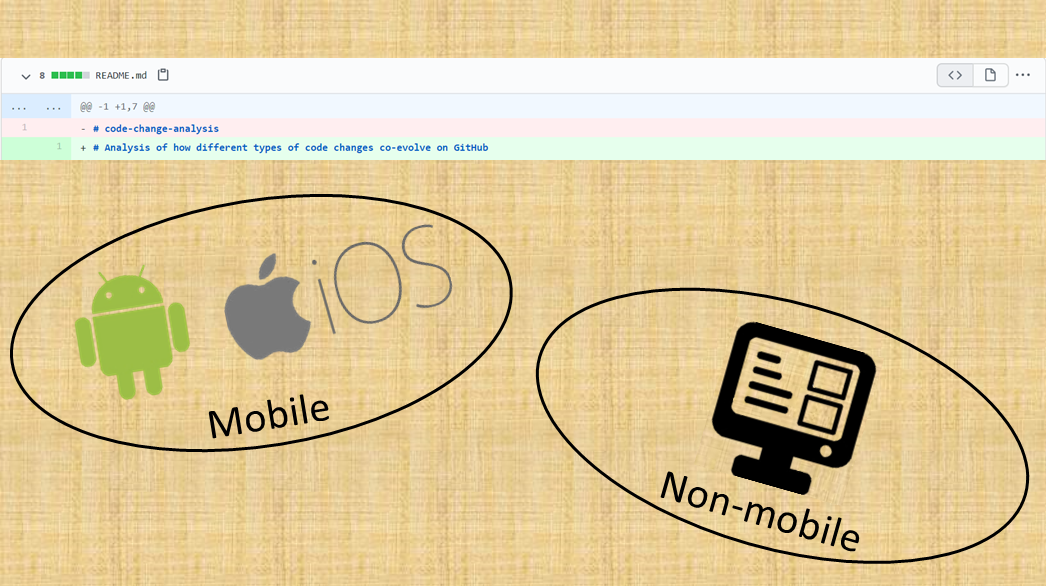 8 README.md
... ... @@ -1 +1,7 @@
1 - # code-change-analysis
1 + # Analysis of how different types of code changes co-evolve on GitHub
iOS
Mobile
Non-mobile